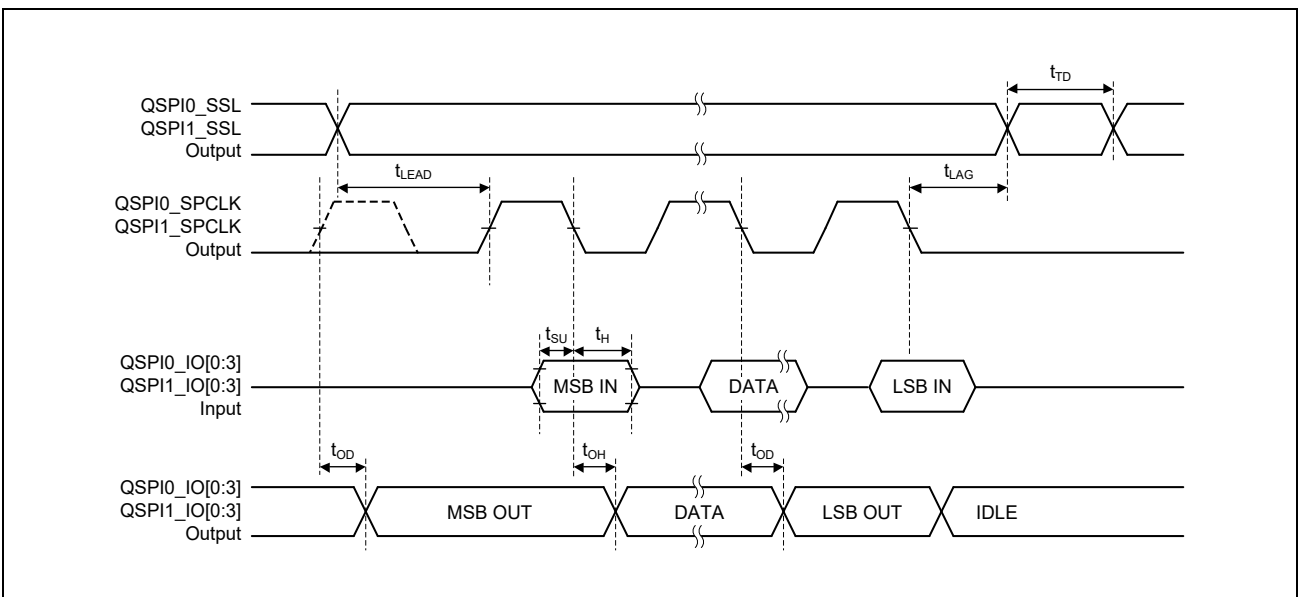 tTD
QSPI0_SSL
QSPI1_SSL
Output
tLEAD
tLAG
QSPI0_SPCLK
QSPI1_SPCLK
Output
tSU
tH
QSPI0_IO[0:3]
QSPI1_IO[0:3]
Input
MSB IN
DATA
LSB IN
tOD
tOH
tOD
QSPI0_IO[0:3]
QSPI1_IO[0:3]
Output
MSB OUT
DATA
LSB OUT
IDLE